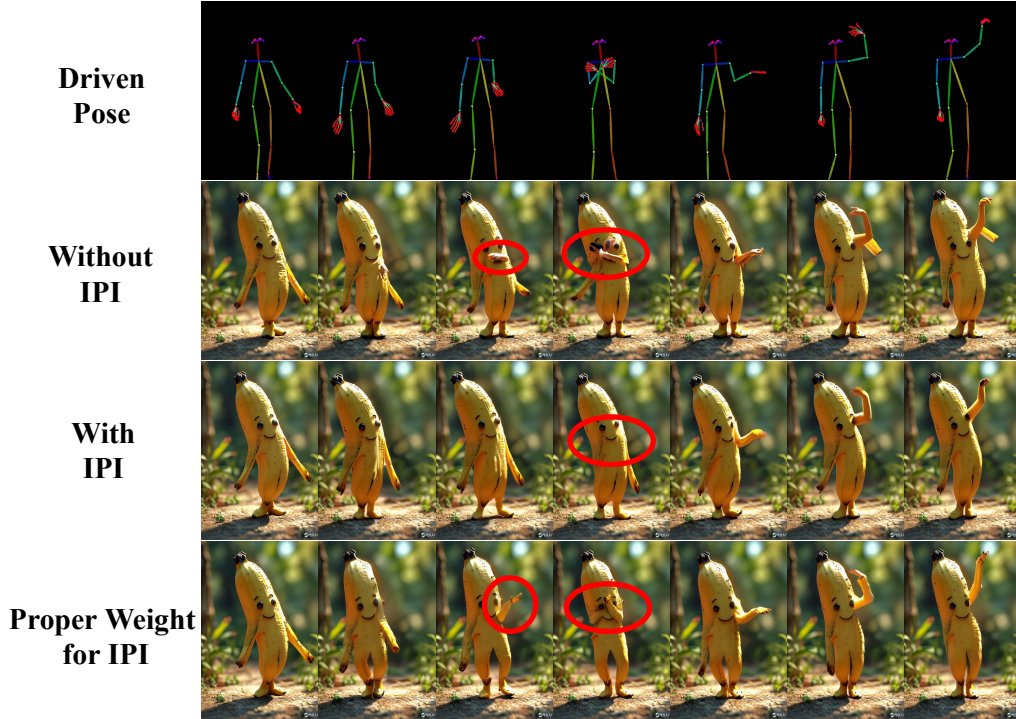 Driven
Pose
Without
IPI
With
IPI
Proper Weight
for IPI